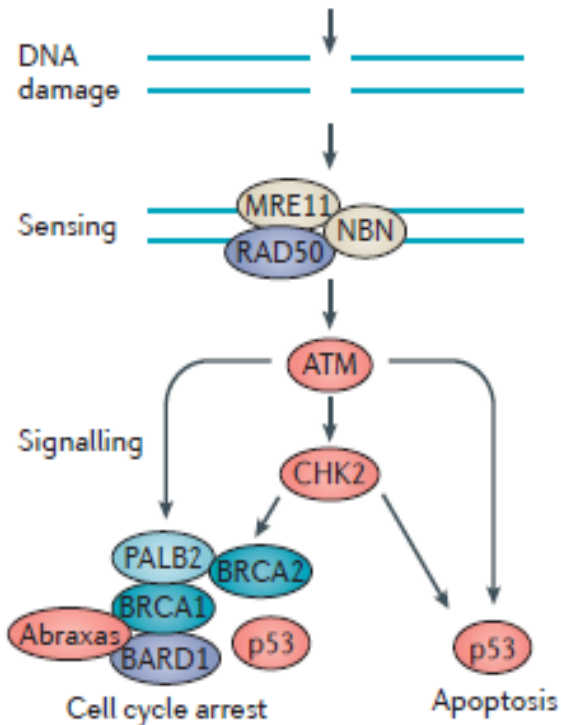 DNA
damage
MRE11
NBN
Sensing
RAD50
ATM
Signalling
CHK2
PALB2
BRCA2
BRCA1
Abraxas
p53
BARD1
p53
Cell cycle arrest
Apoptosis